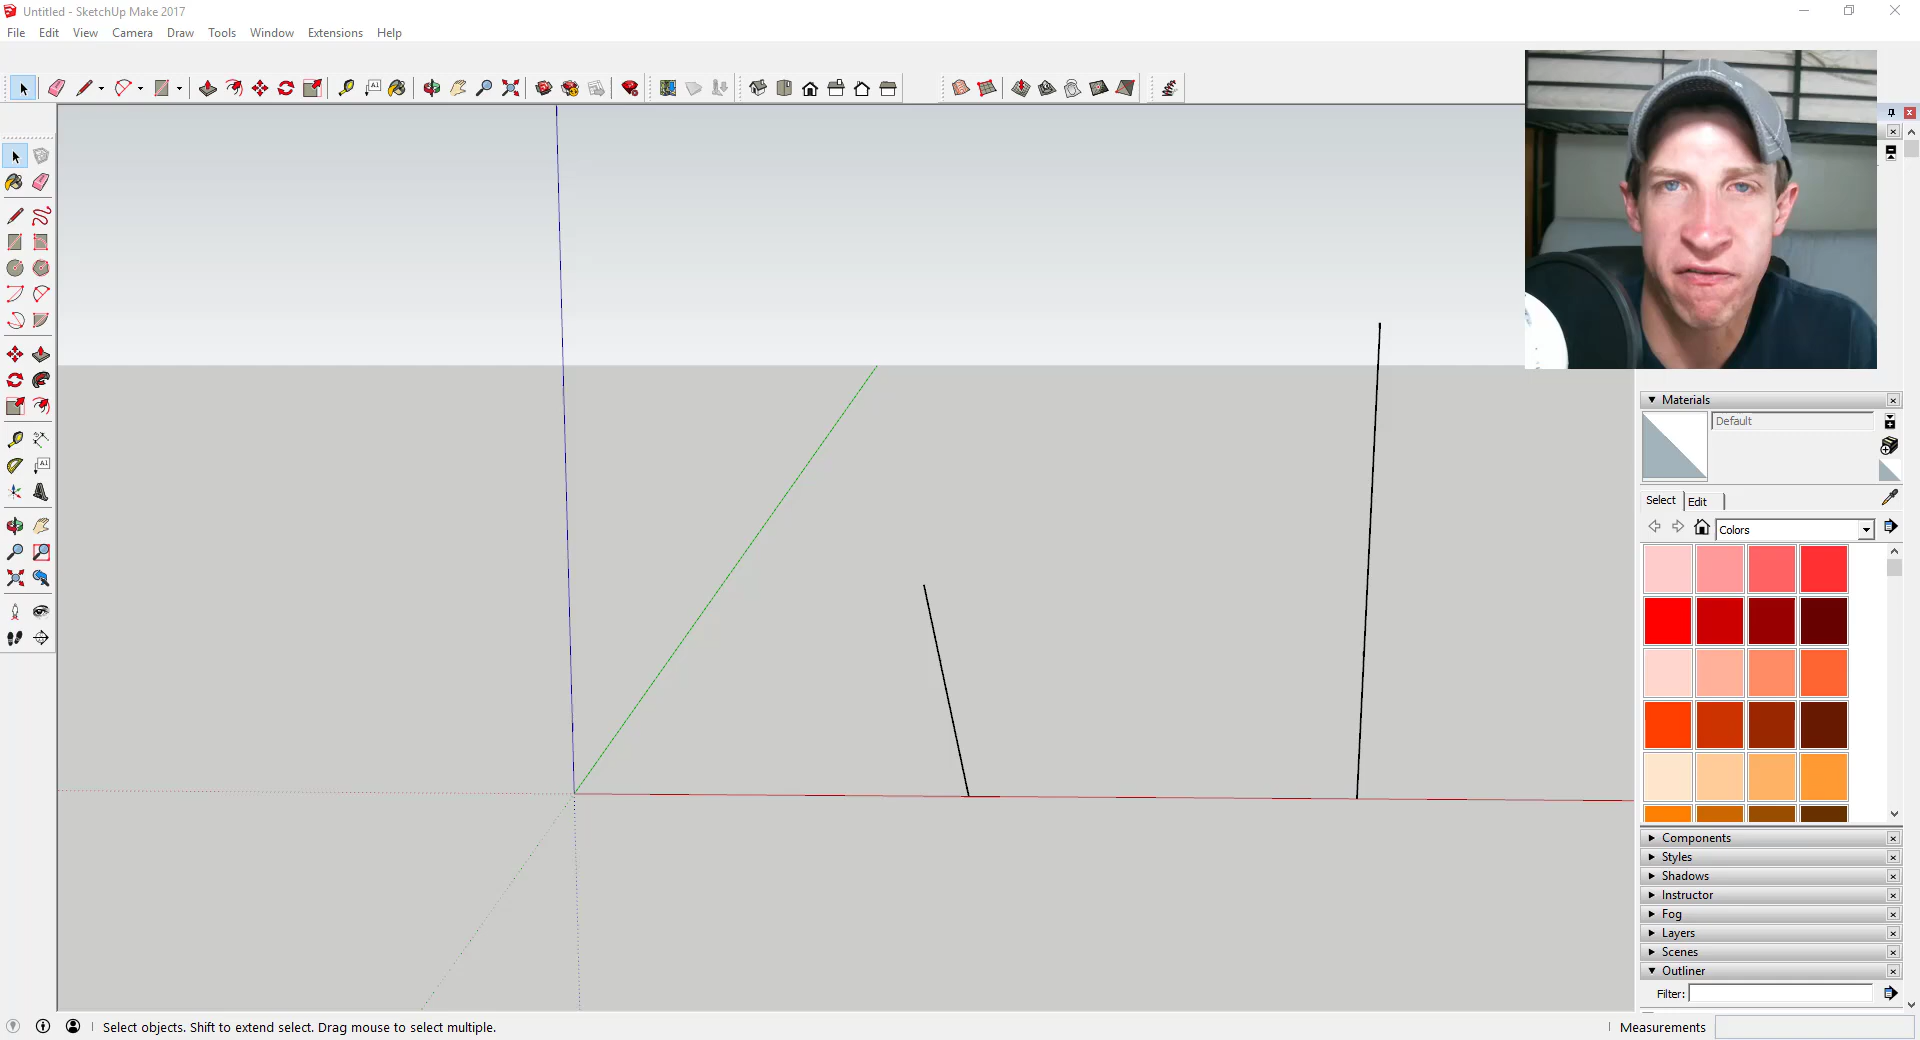 Untitled - SketchUp Make 2017
File Edit View Camera Draw Tools Window Extensions Help
Materials
Default
Select Edit
Colors
Components
Styles
Shadows
Instructor
Fog
Layers
Scenes
Outliner
Filter:
Select objects. Shift to extend select. Drag mouse to select multiple.
Measurements